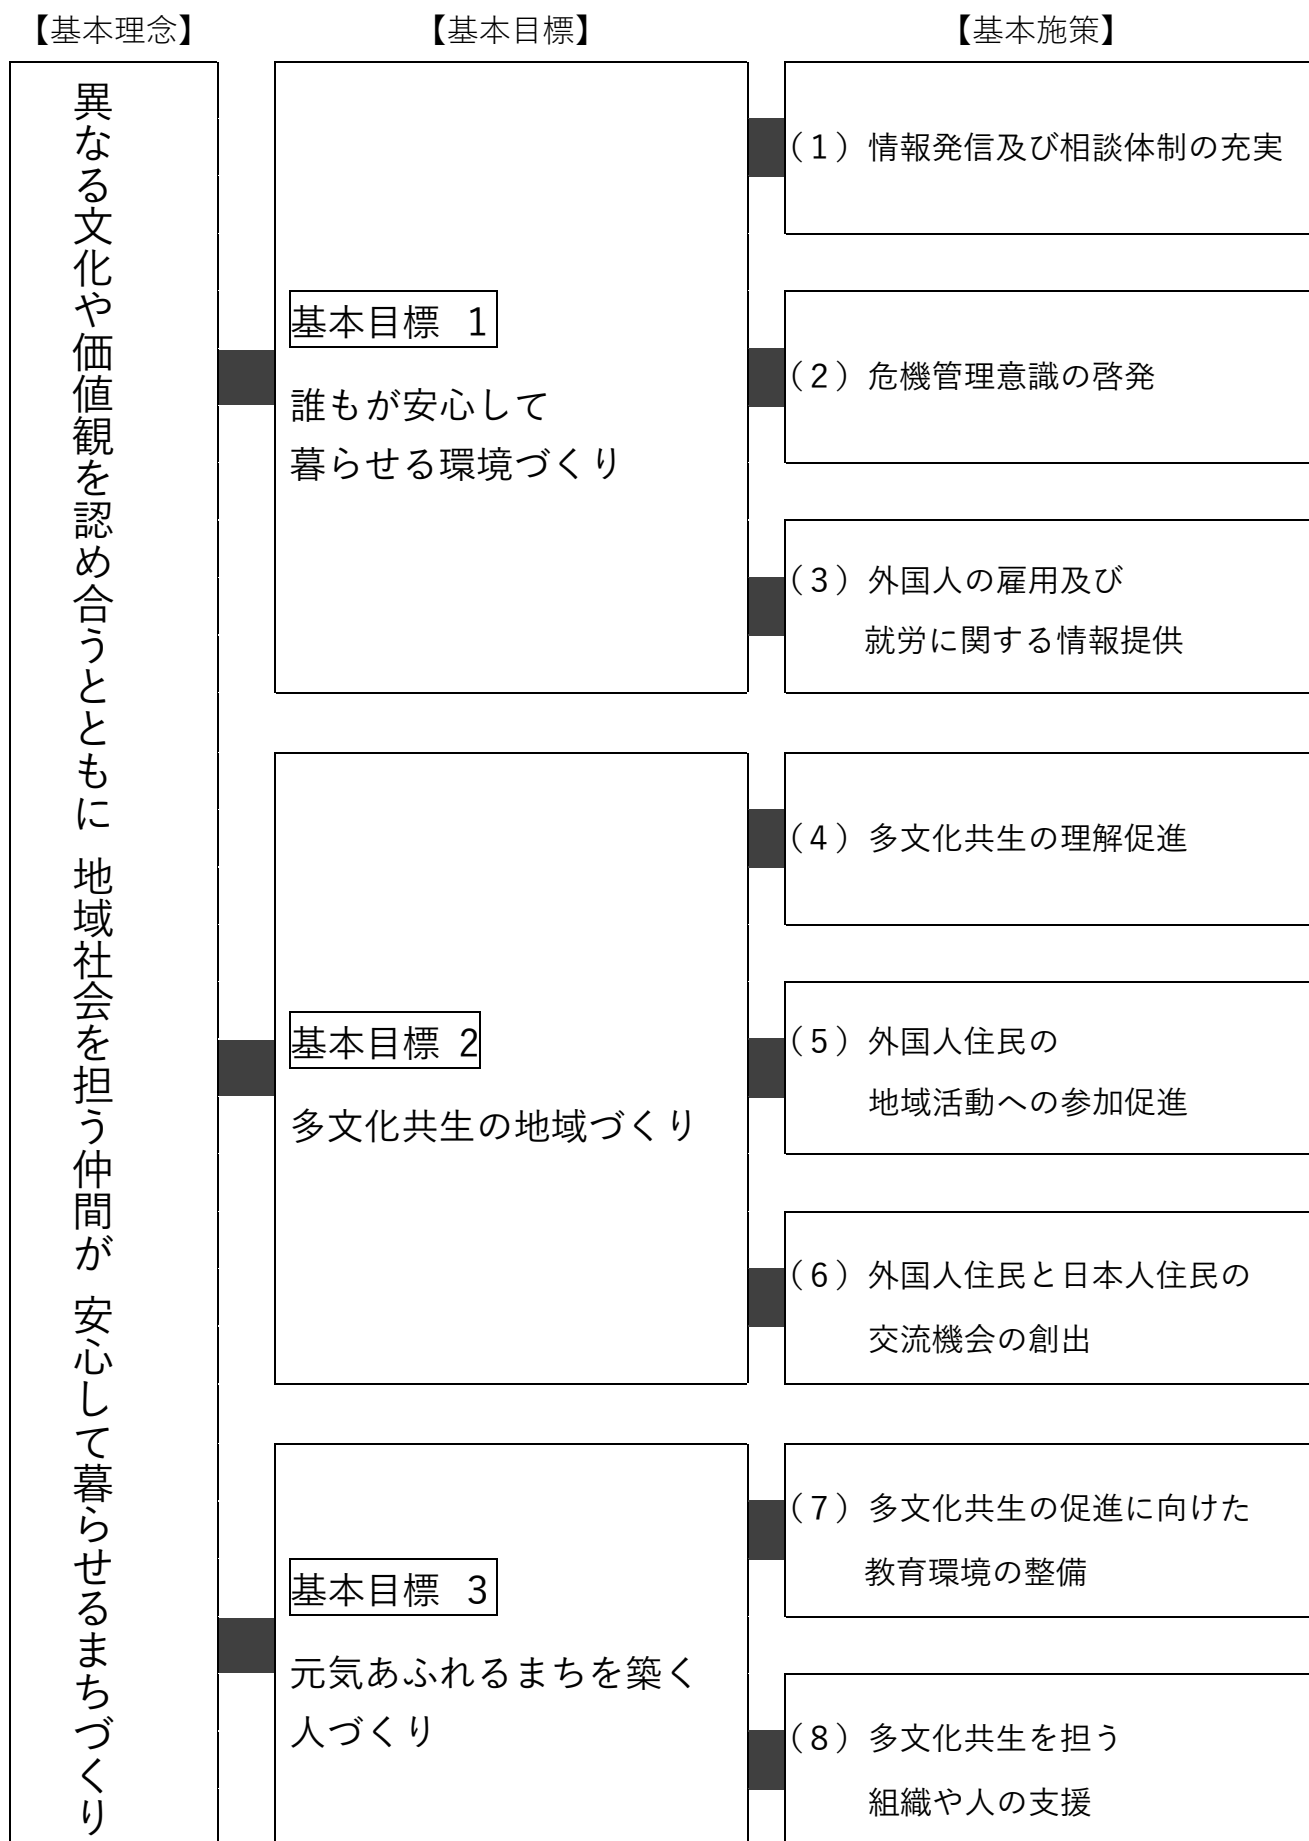 【基本理念】
【基本目標】
【基本施策】
異なる文化や価値観を認め合うとともに 地域社会を担う仲間が 安心して暮らせるまちづくり
基本目標 1
誰もが安心して
暮らせる環境づくり
（1）情報発信及び相談体制の充実
（2）危機管理意識の啓発
（3）外国人の雇用及び
就労に関する情報提供
基本目標 2
多文化共生の地域づくり
（4）多文化共生の理解促進
（5）外国人住民の
地域活動への参加促進
（6）外国人住民と日本人住民の
交流機会の創出
基本目標 3
元気あふれるまちを築く
人づくり
（7）多文化共生の促進に向けた
教育環境の整備
（8）多文化共生を担う
組織や人の支援